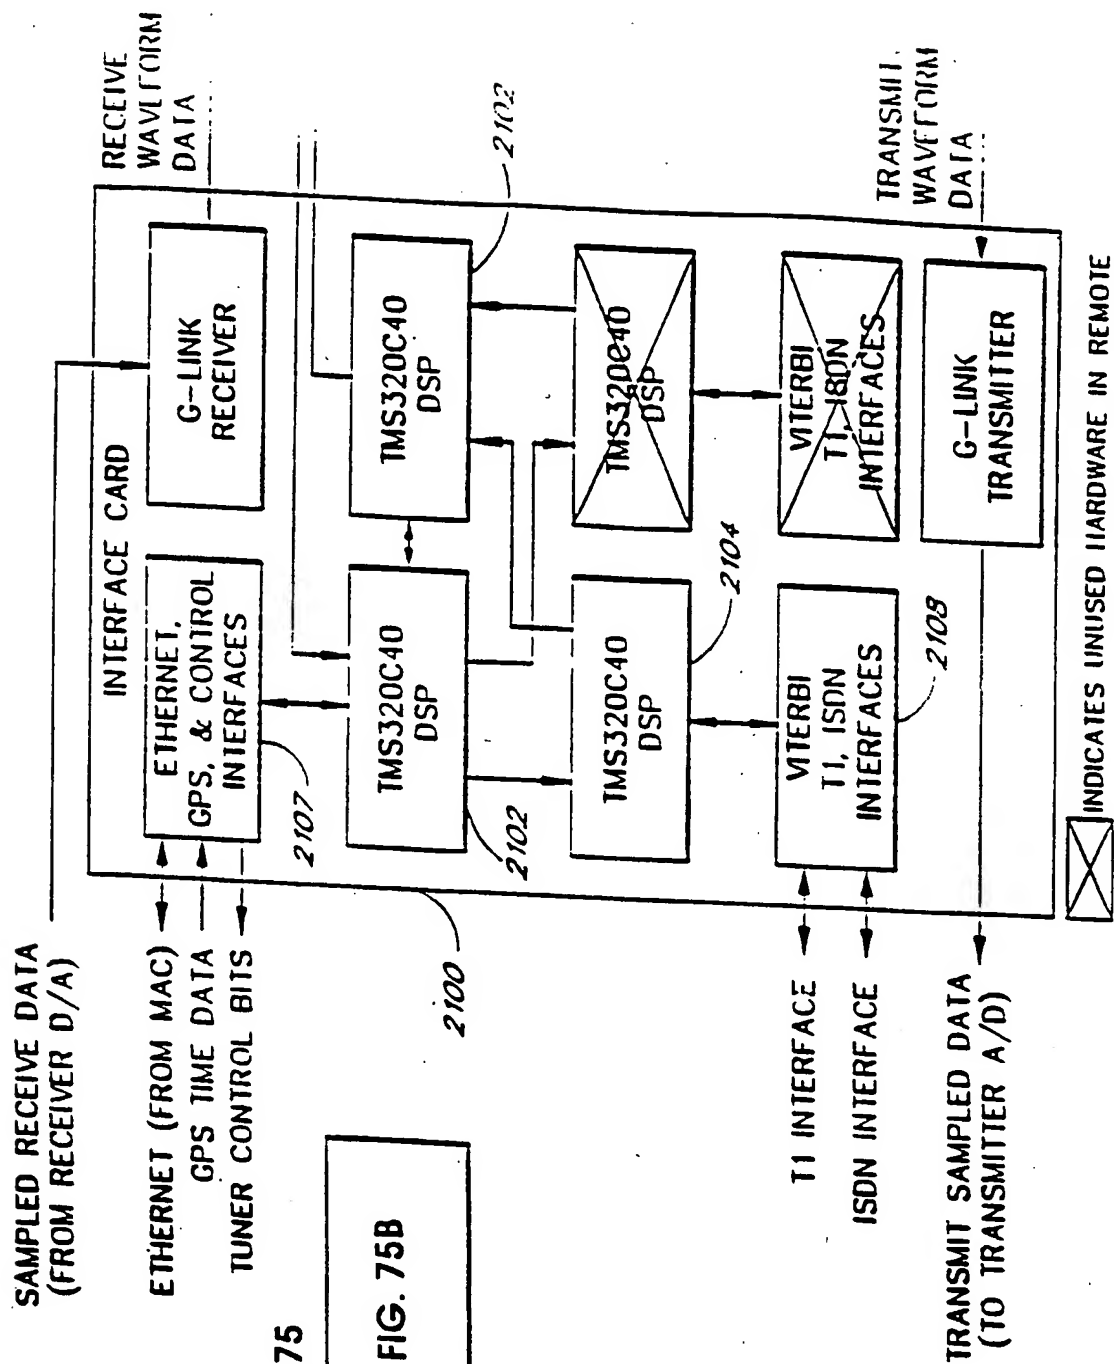 SAMPLED RECEIVE DATA
(FROM RECEIVER D/A)
ETHERNET (FROM MAC)
GPS TIME DATA
TUNER CONTROL BITS
INTERFACE CARD
ETHERNET,
GPS, & CONTROL
INTERFACES
2107
G-LINK
RECEIVER
RECEIVE
WAVEFORM
DATA
TMS320C40
DSP
2102
TMS320C40
DSP
2102
2100
TMS320C40
DSP
2104
TMS320C40
DSP
T1 INTERFACE
ISDN INTERFACE
VITERBI
T1, ISDN
INTERFACES
2108
VITERBI
T1, ISDN
INTERFACES
TRANSMIT
WAVEFORM
DATA
G-LINK
TRANSMITTER
TRANSMIT SAMPLED DATA
(TO TRANSMITTER A/D)
INDICATES UNUSED HARDWARE IN REMOTE
75
FIG. 75B